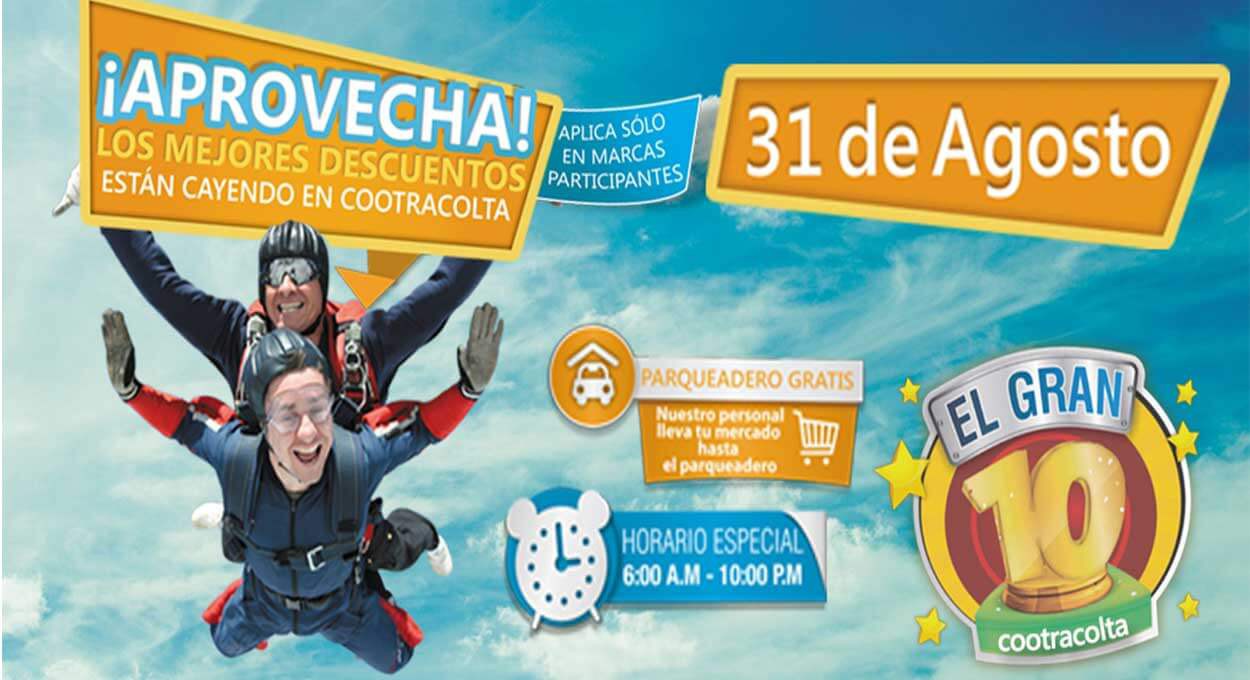 ¡APROVECHA!
LOS MEJORES DESCUENTOS
ESTÁN CAYENDO EN COOTRACOLTA
APLICA SÓLO
EN MARCAS
PARTICIPANTES
31 de Agosto
PARQUEADERO GRATIS
Nuestro personal
lleva tu mercado
hasta
el parqueadero
HORARIO ESPECIAL
6:00 A.M - 10:00 P.M
EL GRAN
10
cootracolta